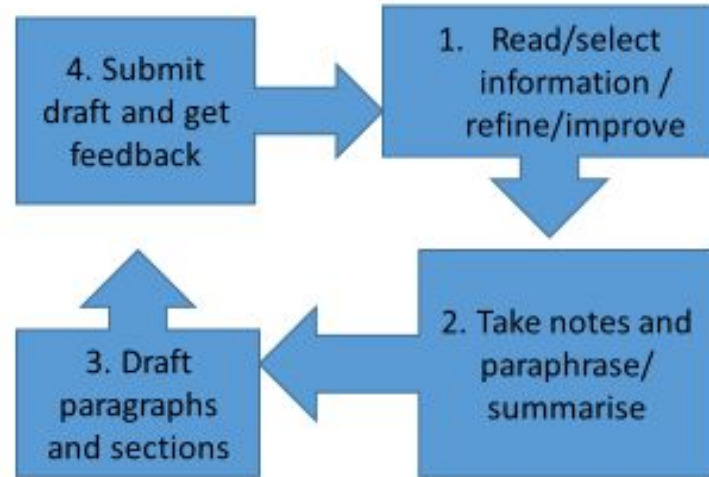 1. Read/select
information /
refine/improve
2. Take notes and
paraphrase/
summarise
3. Draft
paragraphs
and sections
4. Submit
draft and get
feedback